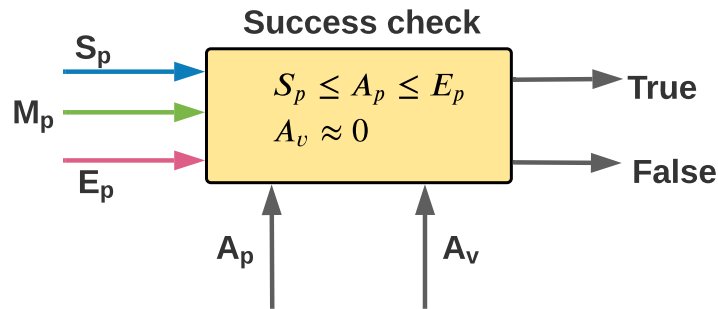 Success check
Sₚ
Mₚ
Eₚ
Sₚ ≤ Aₚ ≤ Eₚ
Aᵥ ≈ 0
True
False
Aₚ
Aᵥ